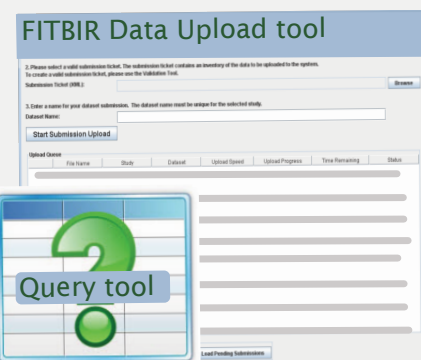 FITBIR Data Upload tool
2. Please select a valid submission ticket. The submission ticket contains an inventory of the data to be uploaded to the system.
To create a valid submission ticket, please use the Validation Tool.
Submission Ticket (XML): Browse
3. Enter a name for your dataset submission. The dataset name must be unique for the selected study.
Dataset Name:
Start Submission Upload
Upload Queue
File Name Study Dataset Upload Speed Upload Progress Time Remaining Status
Query tool
Load Pending Submissions